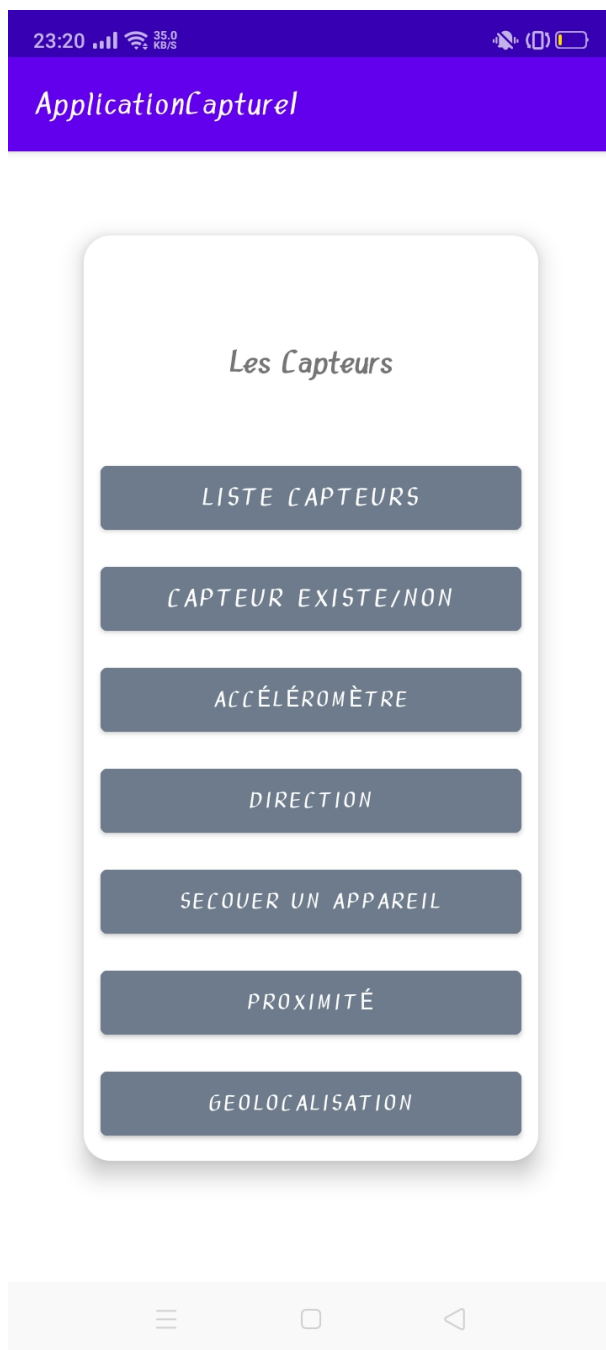 23:20 35.0 KB/S
ApplicationCapture1
Les Capteurs
LISTE CAPTEURS
CAPTEUR EXISTE/NON
ACCÉLÉROMÈTRE
DIRECTION
SECOUER UN APPAREIL
PROXIMITÉ
GEOLOCALISATION